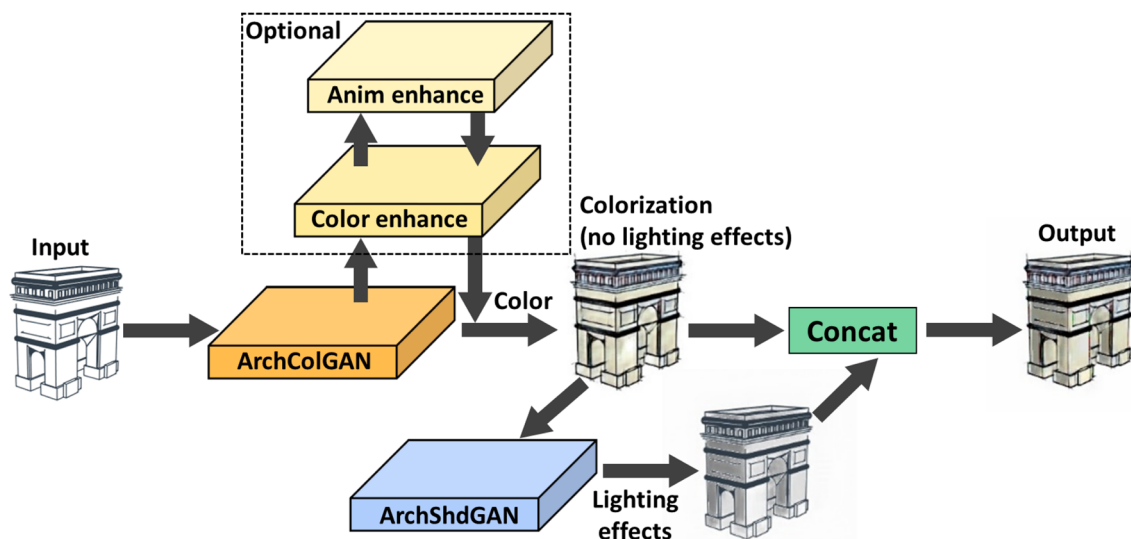 Optional
Anim enhance
Color enhance
Colorization
(no lighting effects)
Input
Output
Color
Concat
ArchColGAN
ArchShdGAN
Lighting
effects